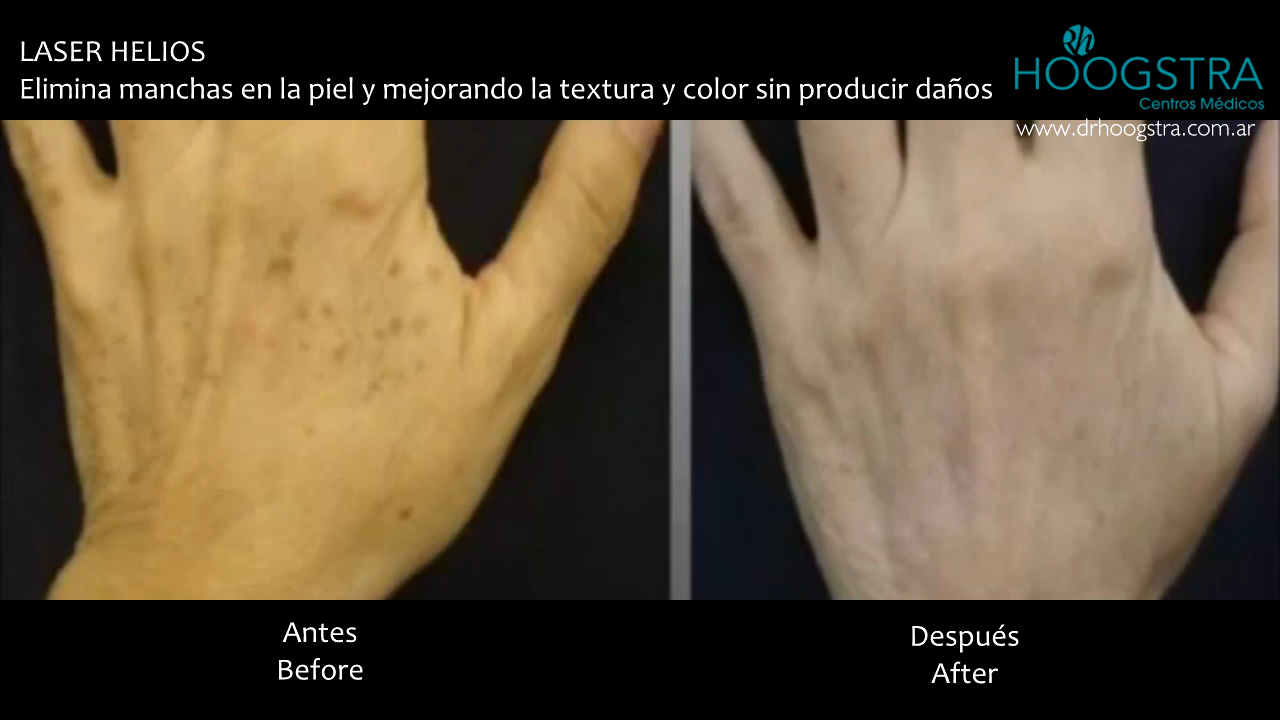 LASER HELIOS
Elimina manchas en la piel y mejorando la textura y color sin producir daños
HOOGSTRA
Centros Médicos
www.drhoogstra.com.ar
Antes
Before
Después
After